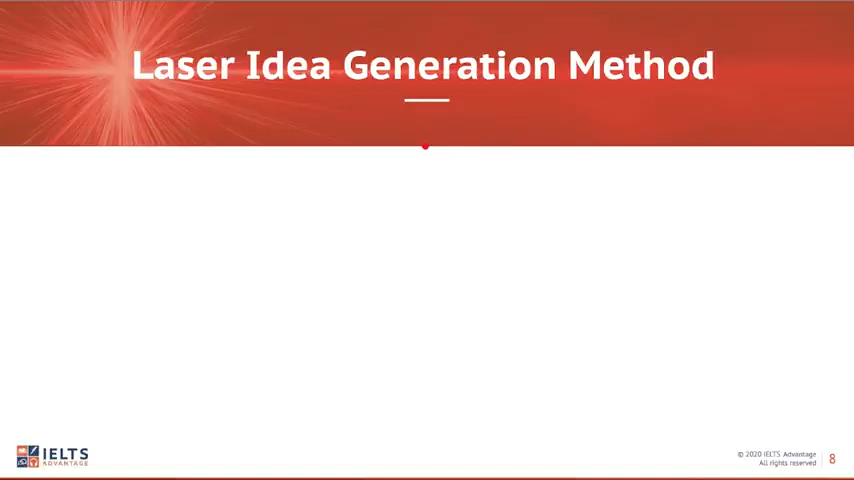 Laser Idea Generation Method
IELTS
ADVANTAGE
© 2020 IELTS Advantage
All rights reserved
8